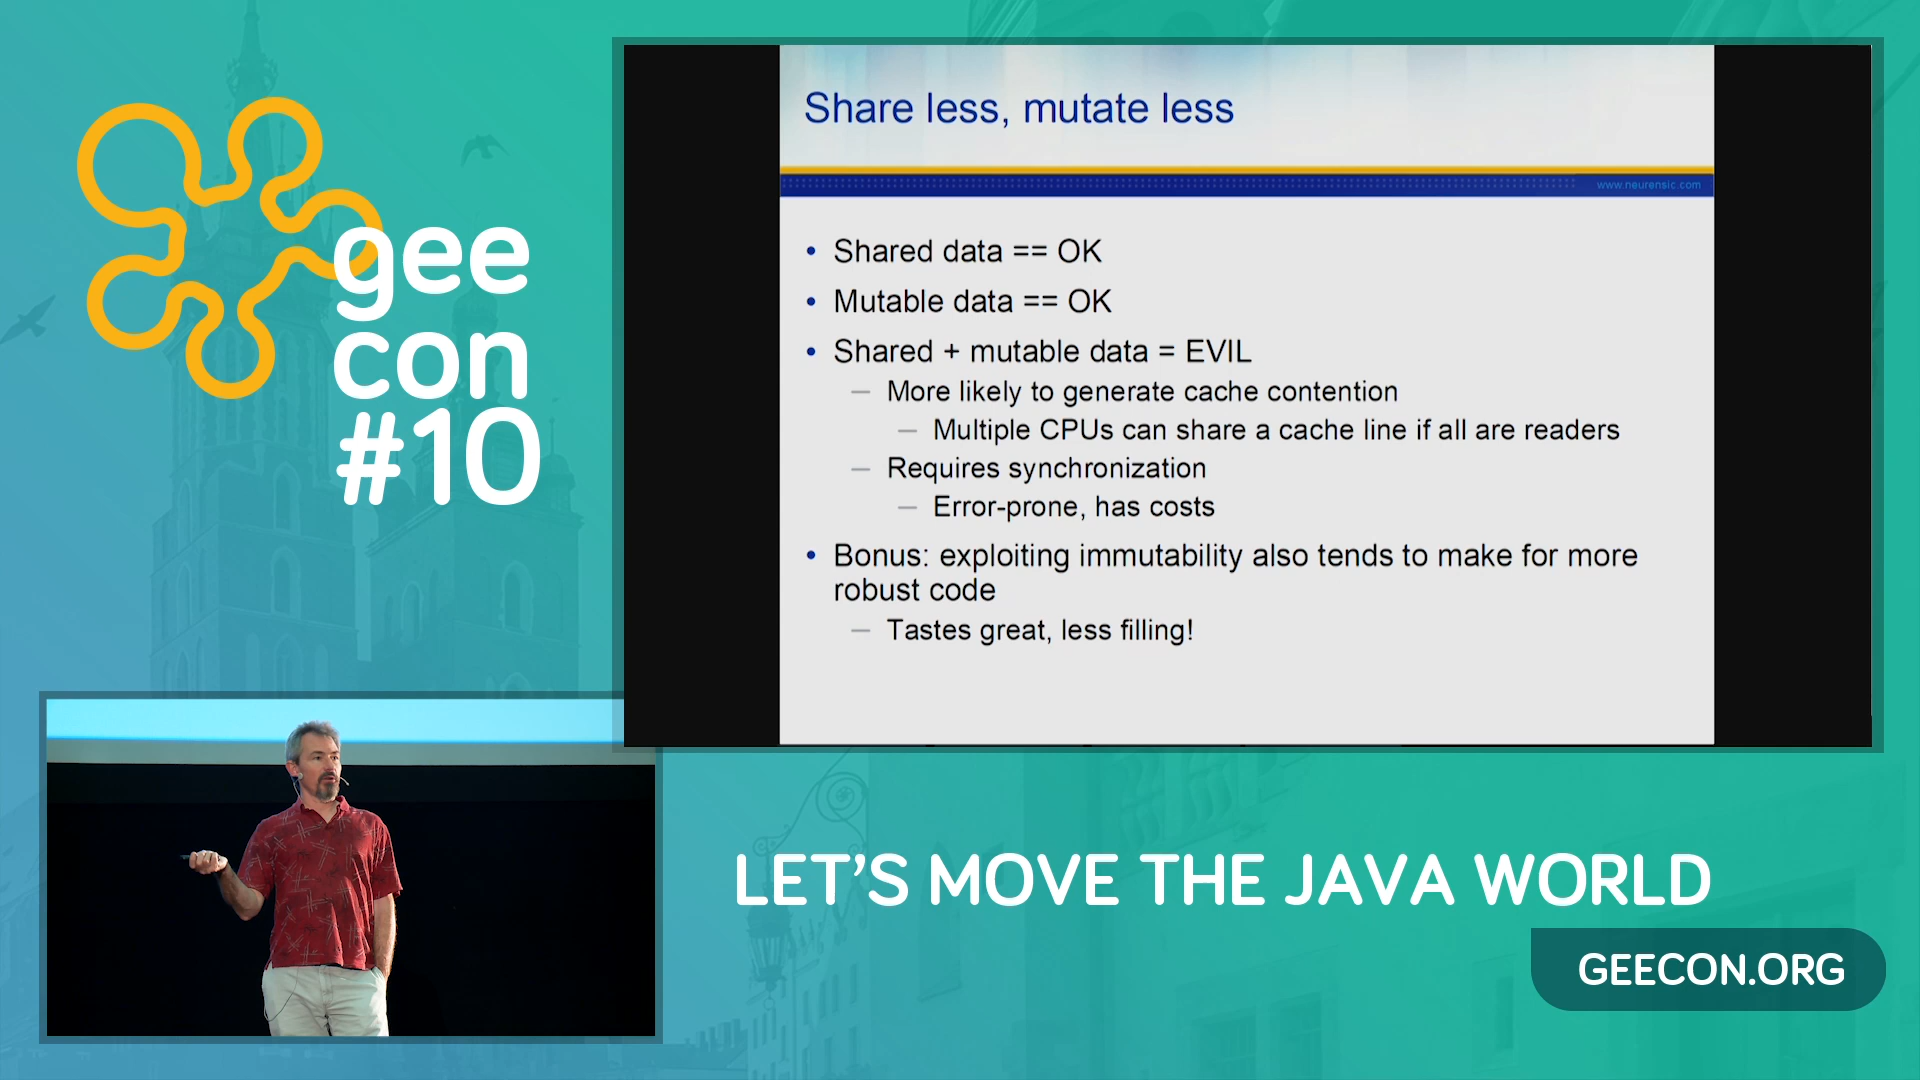 gee
con
#10
Share less, mutate less
www.neurensic.com
• Shared data == OK
• Mutable data == OK
• Shared + mutable data = EVIL
— More likely to generate cache contention
— Multiple CPUs can share a cache line if all are readers
— Requires synchronization
— Error-prone, has costs
• Bonus: exploiting immutability also tends to make for more
robust code
— Tastes great, less filling!
LET'S MOVE THE JAVA WORLD
GEECON.ORG